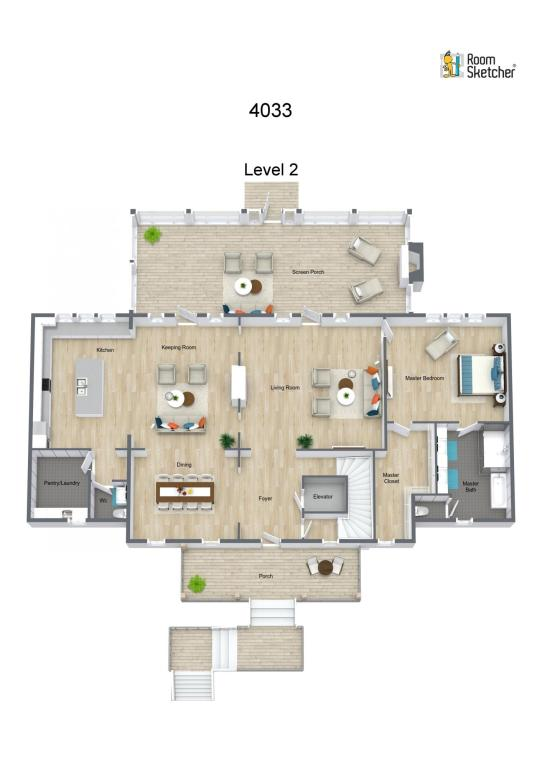 Room
Sketcher®
4033
Level 2
Screen Porch
Kitchen
Keeping Room
Living Room
Master Bedroom
Dining
Pantry/Laundry
WC
Foyer
Elevator
Master
Closet
Master
Bath
Porch